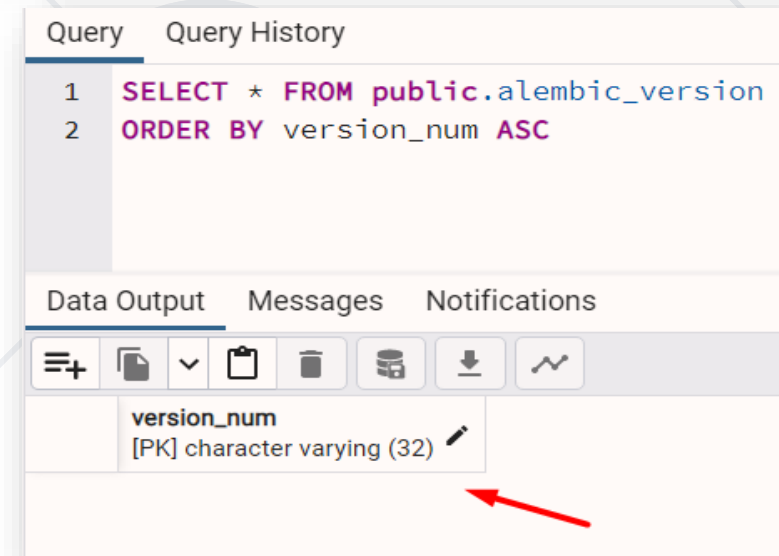 Query Query History
1 SELECT * FROM public.alembic_version
2 ORDER BY version_num ASC
Data Output Messages Notifications
version_num
[PK] character varying (32)